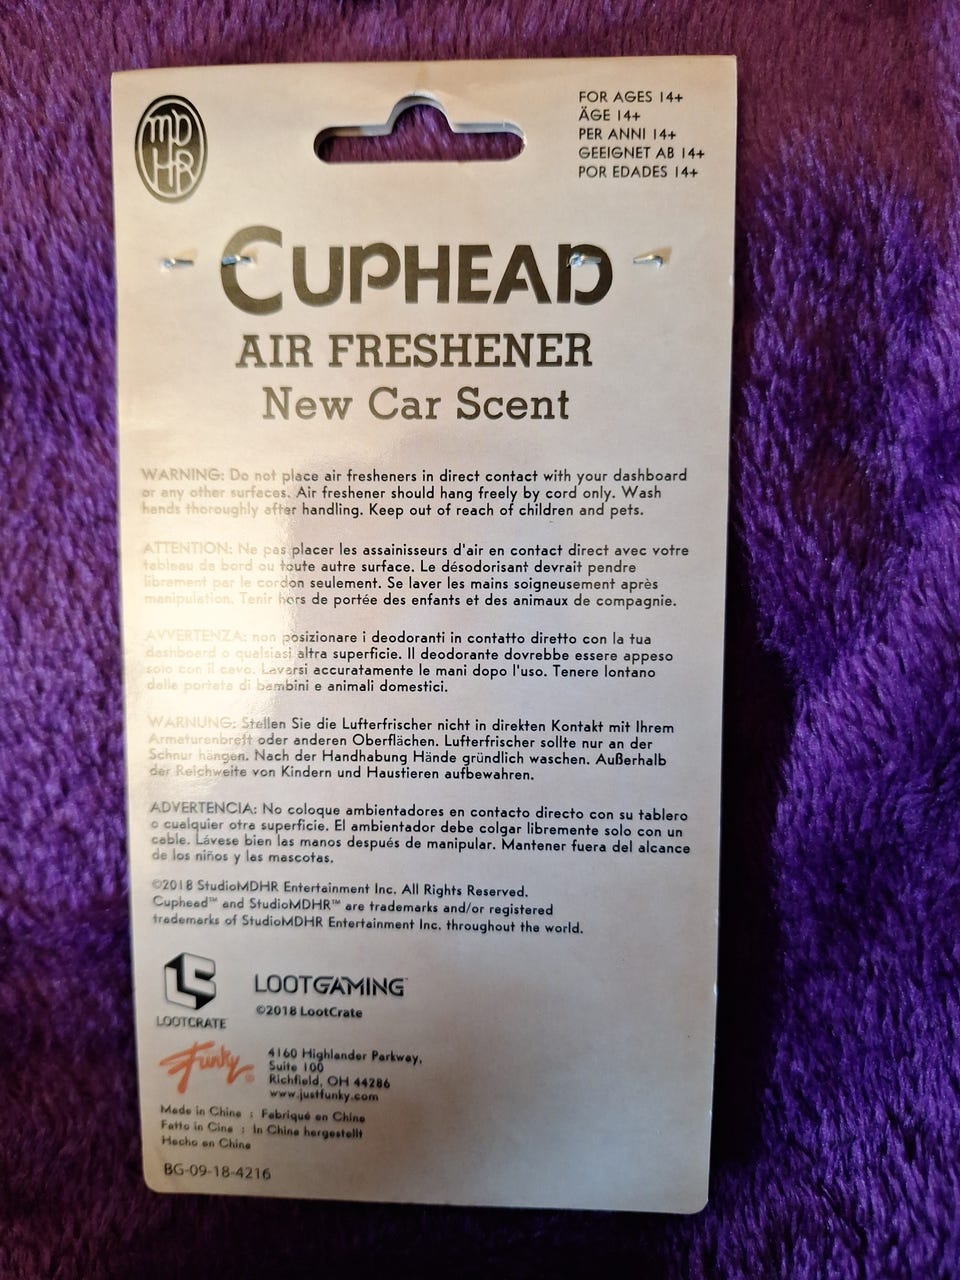 MDHR
FOR AGES 14+
ÂGE 14+
PER ANNI 14+
GEEIGNET AB 14+
POR EDADES 14+
CUPHEAD
AIR FRESHENER
New Car Scent
WARNING: Do not place air fresheners in direct contact with your dashboard
or any other surfaces. Air freshener should hang freely by cord only. Wash
hands thoroughly after handling. Keep out of reach of children and pets.
ATTENTION: Ne pas placer les assainisseurs d'air en contact direct avec votre
tableau de bord ou toute autre surface. Le désodorisant devrait pendre
librement par le cordon seulement. Se laver les mains soigneusement après
manipulation. Tenir hors de portée des enfants et des animaux de compagnie.
AVVERTENZA: non posizionare i deodoranti in contatto diretto con la tua
dashboard o qualsiasi altra superficie. Il deodorante dovrebbe essere appeso
solo con il cavo. Lavarsi accuratamente le mani dopo l'uso. Tenere lontano
dalle portata di bambini e animali domestici.
WARNUNG: Stellen Sie die Lufterfrischer nicht in direkten Kontakt mit Ihrem
Armaturenbrett oder anderen Oberflächen. Lufterfrischer sollte nur an der
Schnur hängen. Nach der Handhabung Hände gründlich waschen. Außerhalb
der Reichweite von Kindern und Haustieren aufbewahren.
ADVERTENCIA: No coloque ambientadores en contacto directo con su tablero
o cualquier otra superficie. El ambientador debe colgar libremente solo con un
cable. Lávese bien las manos después de manipular. Mantener fuera del alcance
de los niños y las mascotas.
©2018 StudioMDHR Entertainment Inc. All Rights Reserved.
Cuphead™ and StudioMDHR™ are trademarks and/or registered
trademarks of StudioMDHR Entertainment Inc. throughout the world.
LOOTCRATE
LOOTGAMING™
©2018 LootCrate
Funky
4160 Highlander Parkway,
Suite 100
Richfield, OH 44286
www.justfunky.com
Made in China : Fabriqué en Chine
Fatto in Cina : In China hergestellt
Hecho en China
BG-09-18-4216